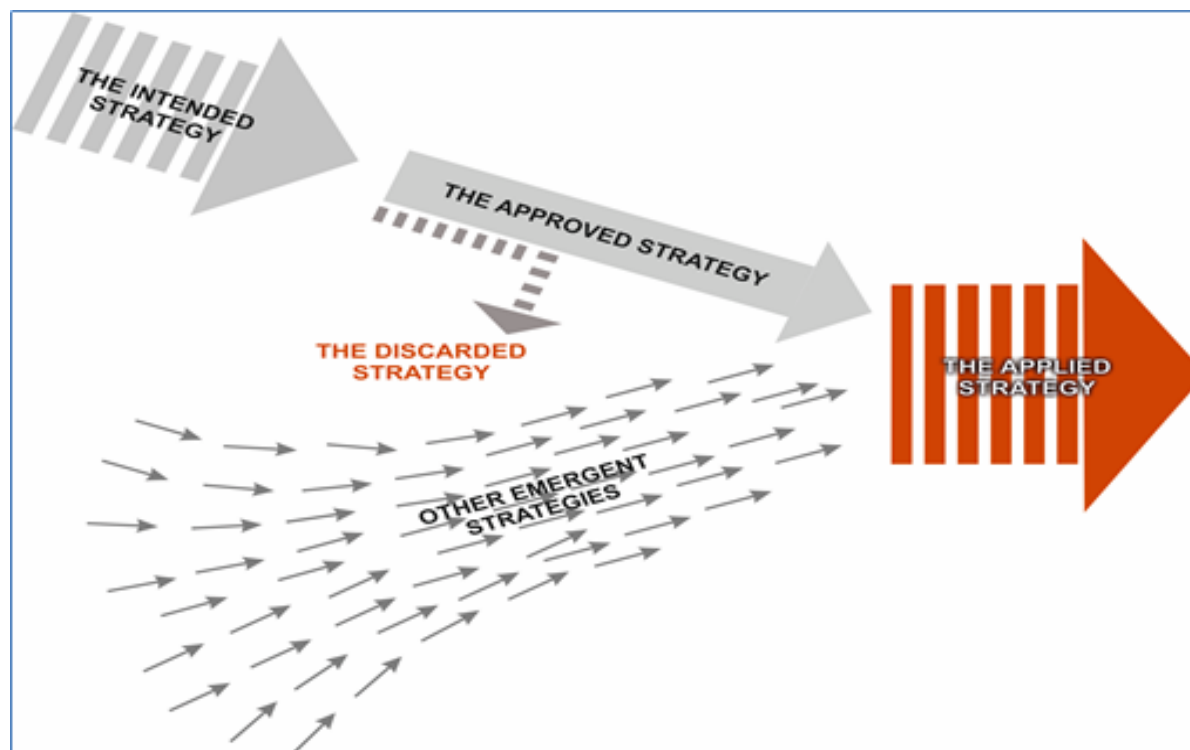 THE INTENDED
STRATEGY
THE APPROVED STRATEGY
THE DISCARDED
STRATEGY
THE APPLIED
STRATEGY
OTHER EMERGENT
STRATEGIES